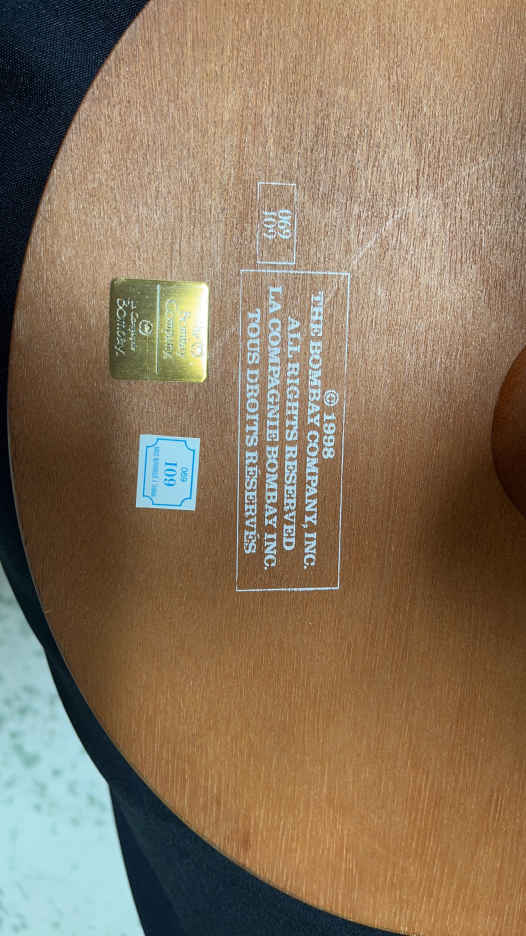 069
109
© 1998
THE BOMBAY COMPANY, INC.
ALL RIGHTS RESERVED
LA COMPAGNIE BOMBAY INC.
TOUS DROITS RÉSERVÉS
The
Bombay
Company
La Compagnie
Bombay
069
109